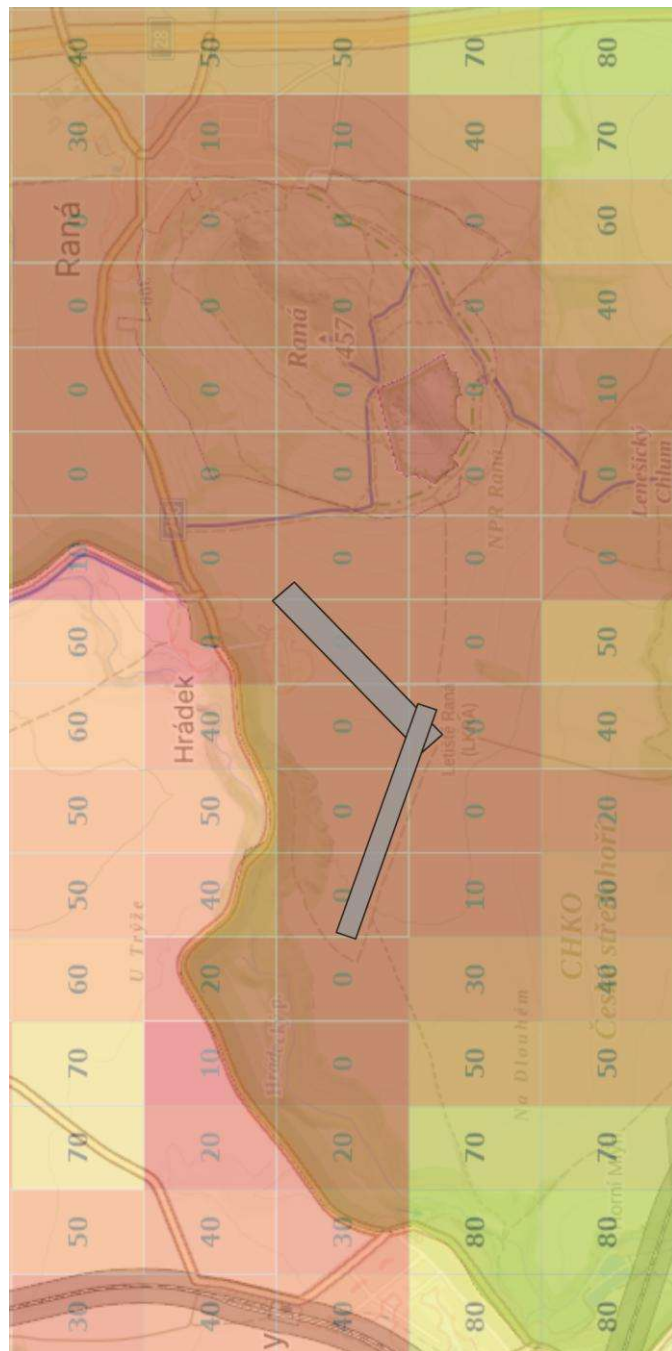 30 50 70 70 60 50 50 60 60 10 0 0 0 0 30 40
Raná
U Trýže
28
Hrádek
40 40 20 10 20 40 50 40 0 0 0 0 0 0 10 50
Raná
457
40 30 20 0 0 0 0 0 0 0 0 0 0 0 10 50
Letiště Raná
80 80 70 50 30 10 0 0 0 0 0 0 0 0 40 70
NPR Raná
Na Dlouhém
CHKO
České středohoří
80 80 70 50 40 30 20 40 50 0 0 10 40 60 70 80
Horní Mlýn
Lenešický
Chlum